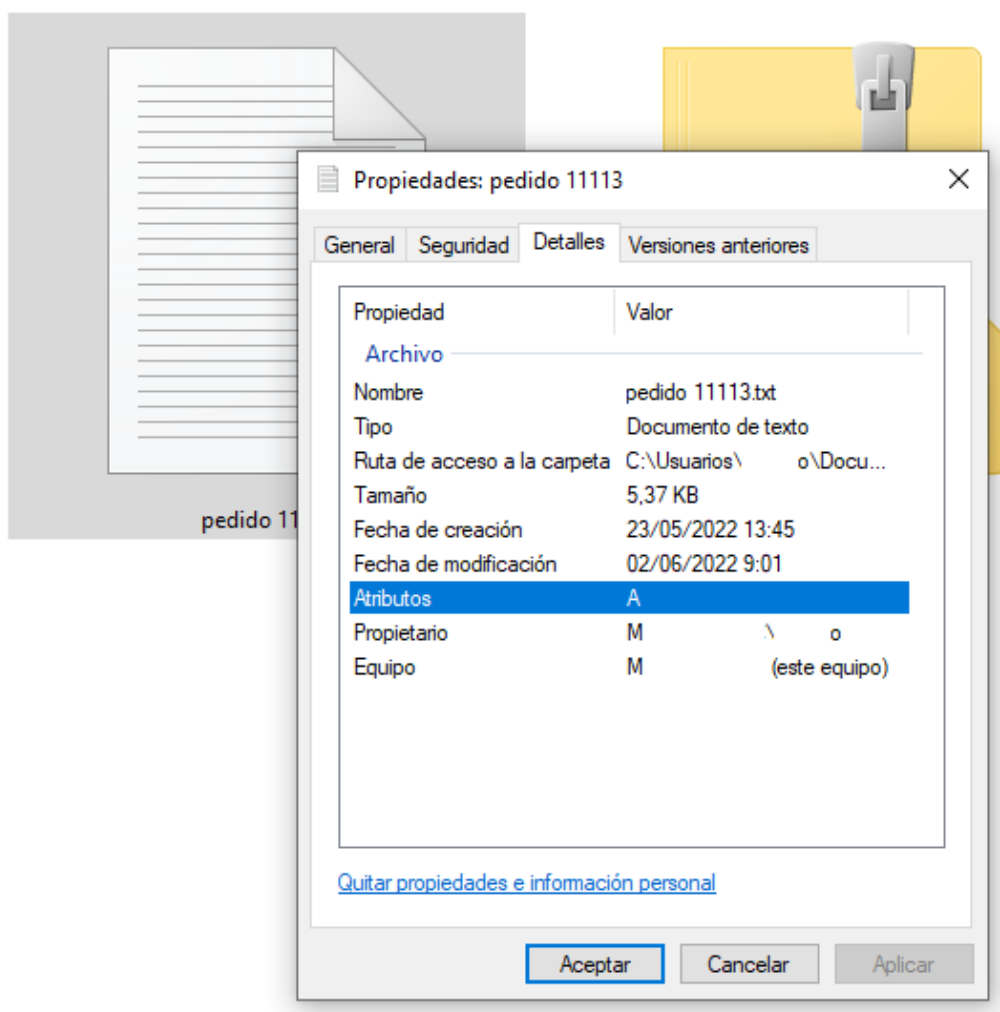 pedido 11
Propiedades: pedido 11113
General Seguridad Detalles Versiones anteriores
Propiedad Valor
Archivo
Nombre pedido 11113.txt
Tipo Documento de texto
Ruta de acceso a la carpeta C:\Usuarios\ o\Docu...
Tamaño 5,37 KB
Fecha de creación 23/05/2022 13:45
Fecha de modificación 02/06/2022 9:01
Atributos A
Propietario M \ o
Equipo M (este equipo)
Quitar propiedades e información personal
Aceptar Cancelar Aplicar